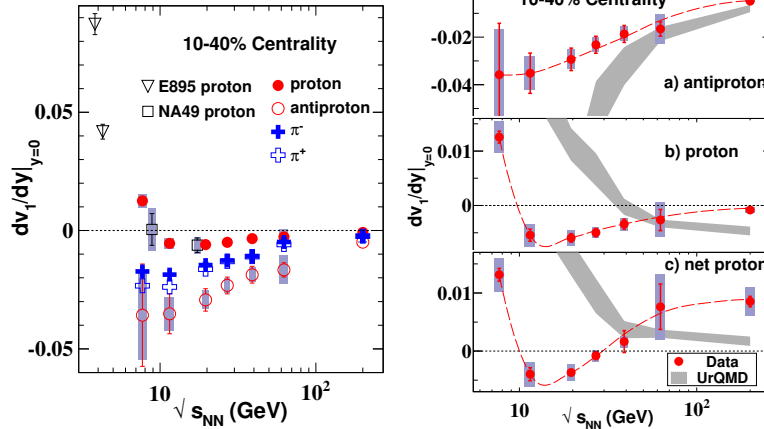 10-40% Centrality
E895 proton
NA49 proton
proton
antiproton
π⁻
π⁺
dv₁/dy|y=0
0.05
0
-0.05
10
10²
√sNN (GeV)
10-40% Centrality
-0.02
-0.04
a) antiproton
dv₁/dy|y=0
0.01
0
b) proton
0.01
0
c) net proton
Data
UrQMD
10
10²
√sNN (GeV)